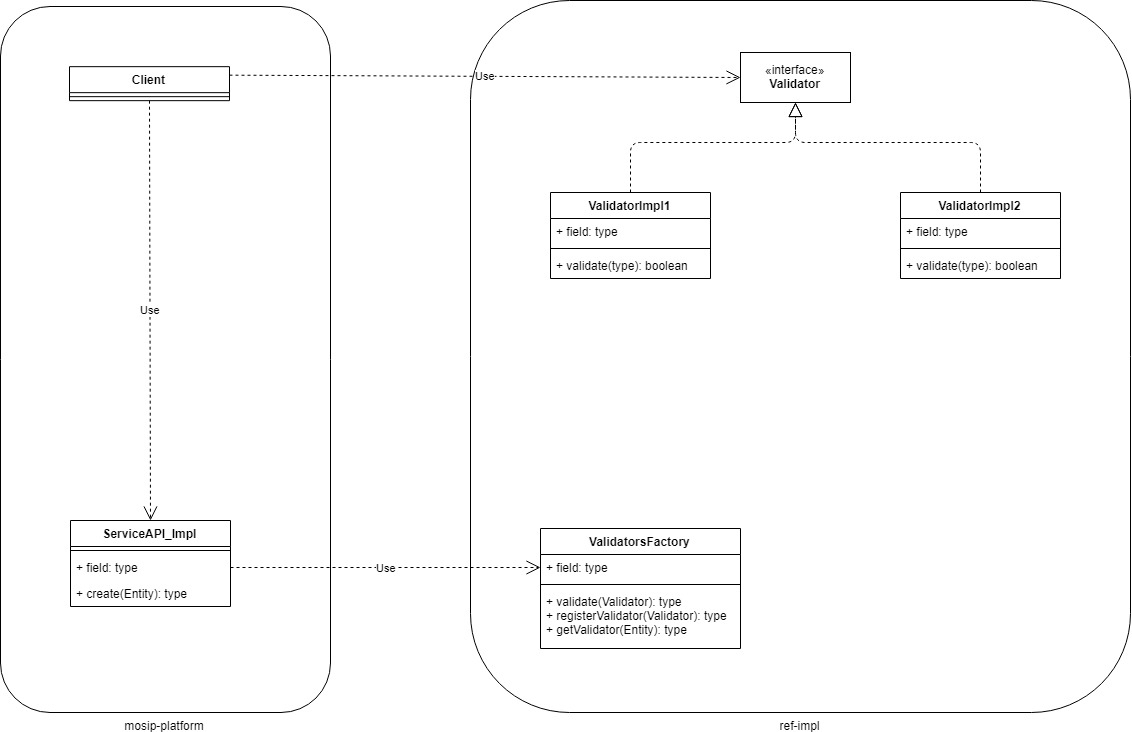 Client
Use
«interface»
Validator
ValidatorImpl1
+ field: type
+ validate(type): boolean
ValidatorImpl2
+ field: type
+ validate(type): boolean
Use
ServiceAPI_Impl
+ field: type
+ create(Entity): type
Use
ValidatorsFactory
+ field: type
+ validate(Validator): type
+ registerValidator(Validator): type
+ getValidator(Entity): type
mosip-platform
ref-impl